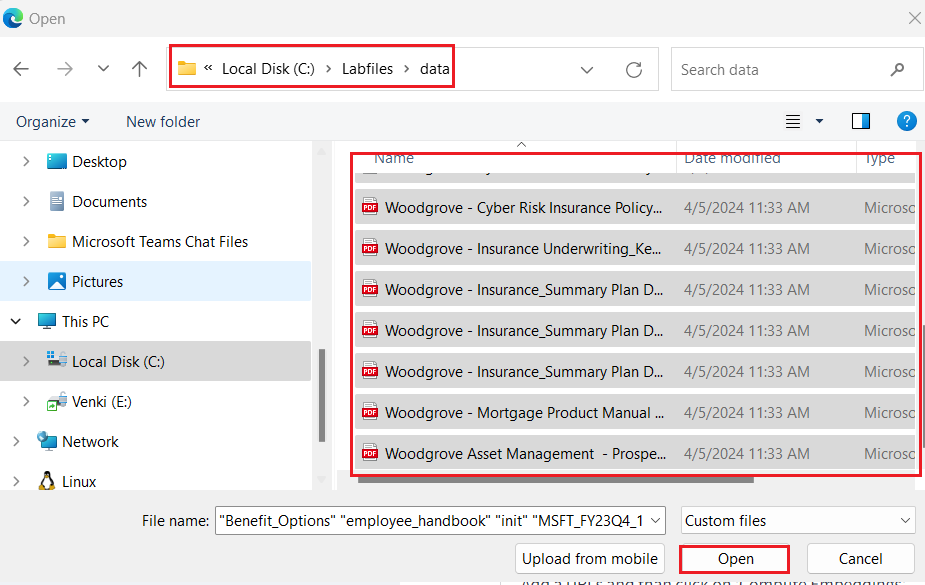 Open
Local Disk (C:) > Labfiles > data
Search data
Organize
New folder
Desktop
Documents
Microsoft Teams Chat Files
Pictures
This PC
Local Disk (C:)
Venki (E:)
Network
Linux
Name Date modified Type
Woodgrove - Cyber Risk Insurance Policy... 4/5/2024 11:33 AM Microsc
Woodgrove - Insurance Underwriting_Ke... 4/5/2024 11:33 AM Microsc
Woodgrove - Insurance_Summary Plan D... 4/5/2024 11:33 AM Microsc
Woodgrove - Insurance_Summary Plan D... 4/5/2024 11:33 AM Microsc
Woodgrove - Insurance_Summary Plan D... 4/5/2024 11:33 AM Microsc
Woodgrove - Mortgage Product Manual ... 4/5/2024 11:33 AM Microsc
Woodgrove Asset Management - Prospe... 4/5/2024 11:33 AM Microsc
File name: "Benefit_Options" "employee_handbook" "init" "MSFT_FY23Q4_1 Custom files
Upload from mobile Open Cancel